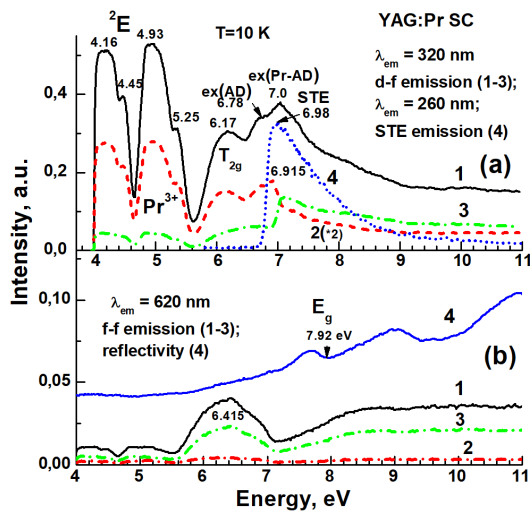 ²E
4.16
4.93
T=10 K
YAG:Pr SC
λem = 320 nm
d-f emission (1-3);
λem = 260 nm;
STE emission (4)
4.45
5.25
ex(AD)
6.78
ex(Pr-AD)
7.0
STE
6.98
6.17
T2g
Pr³⁺
6.915
4
(a)
1
3
2(*2)
0,4
0,2
0,0
Intensity, a.u.
λem = 620 nm
f-f emission (1-3);
reflectivity (4)
Eg
7.92 eV
4
(b)
6.415
1
3
2
0,10
0,05
0,00
4 5 6 7 8 9 10 11
Energy, eV